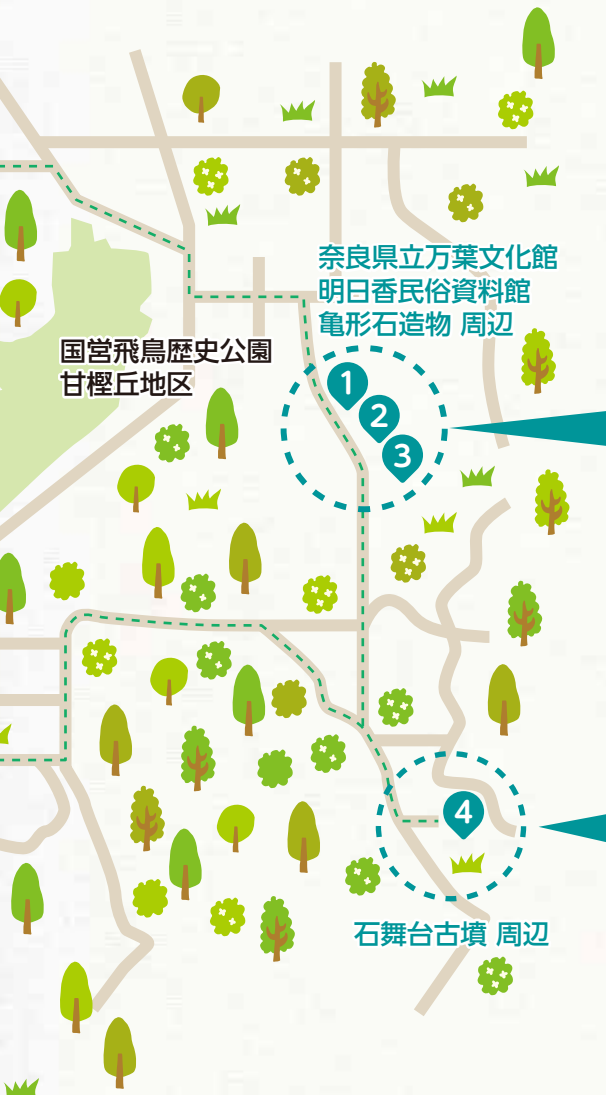 奈良県立万葉文化館
明日香民俗資料館
亀形石造物 周辺
国営飛鳥歴史公園
甘樫丘地区
1
2
3
4
石舞台古墳 周辺